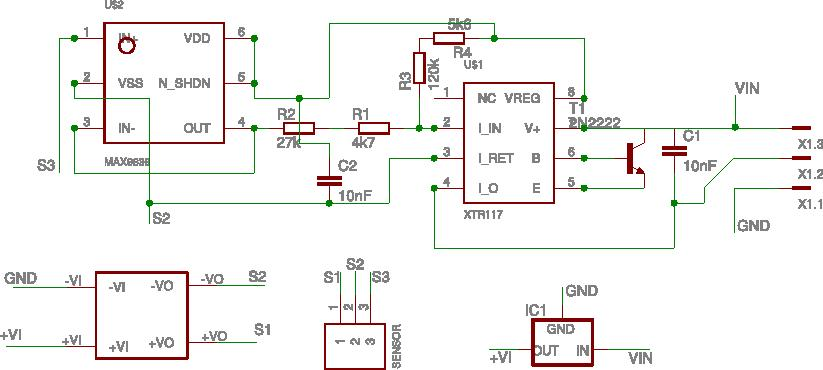 U$2
1 IN+ VDD 6
2 VSS N_SHDN 5
3 IN- OUT 4
S3
S2
R2
27k
R1
4k7
C2
10nF
5k6
R4
R3
120k
U$1
1 NC VREG 8
2 I_IN V+
3 I_RET B 6
4 I_O E 5
XTR117
T1
2N2222
C1
10nF
VIN
X1.3
X1.2
X1.1
GND
GND -VI -VI -VO -VO S2
+VI +VI +VI +VO +VO S1
S1 S2 S3
1 2 3
1 2 3
SENSOR
IC1
GND
GND
+VI OUT IN VIN